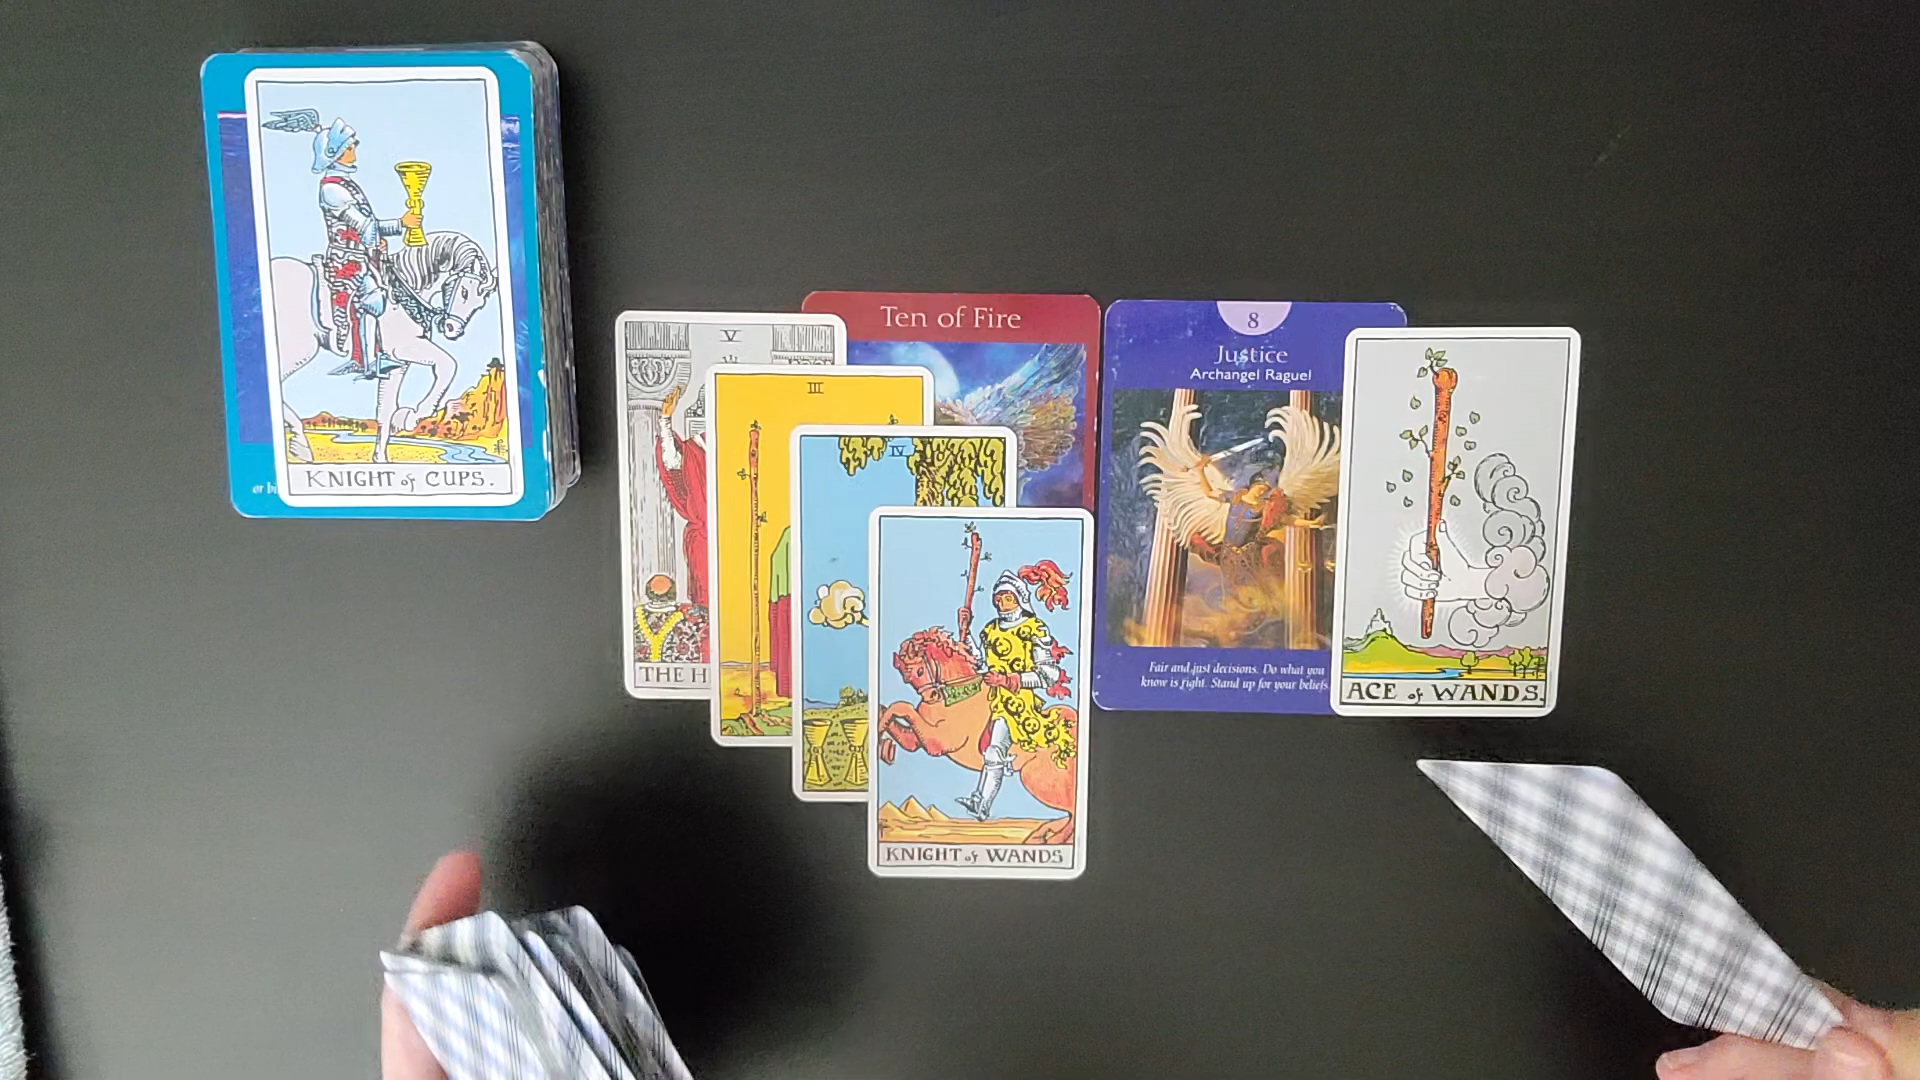 KNIGHT of CUPS.
or
V
THE H
Ten of Fire
III
IV
KNIGHT of WANDS
8
Justice
Archangel Raguel
Fair and just decisions. Do what you
know is right. Stand up for your beliefs.
ACE of WANDS.